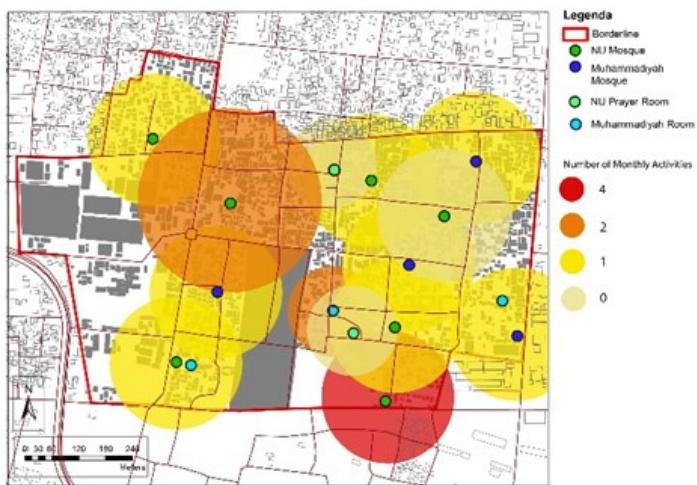 Legenda
Borderline
NU Mosque
Muhammadiyah
Mosque
NU Prayer Room
Muhammadiyah Room
Number of Monthly Activities
4
2
1
0
0 30 60 120 180 240
Meters